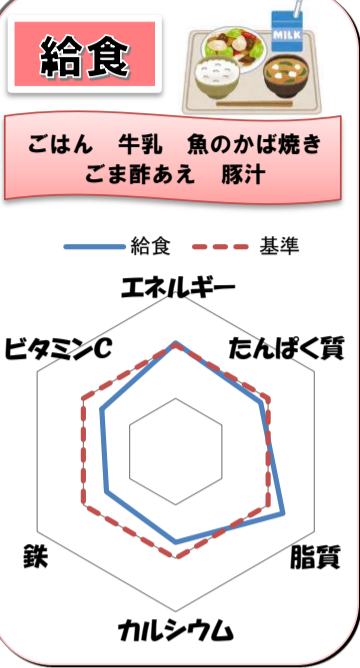 給食
MILK
ごはん　牛乳　魚のかば焼き
ごま酢あえ　豚汁
給食　基準
エネルギー
ビタミンC　たんぱく質
鉄　脂質
カルシウム